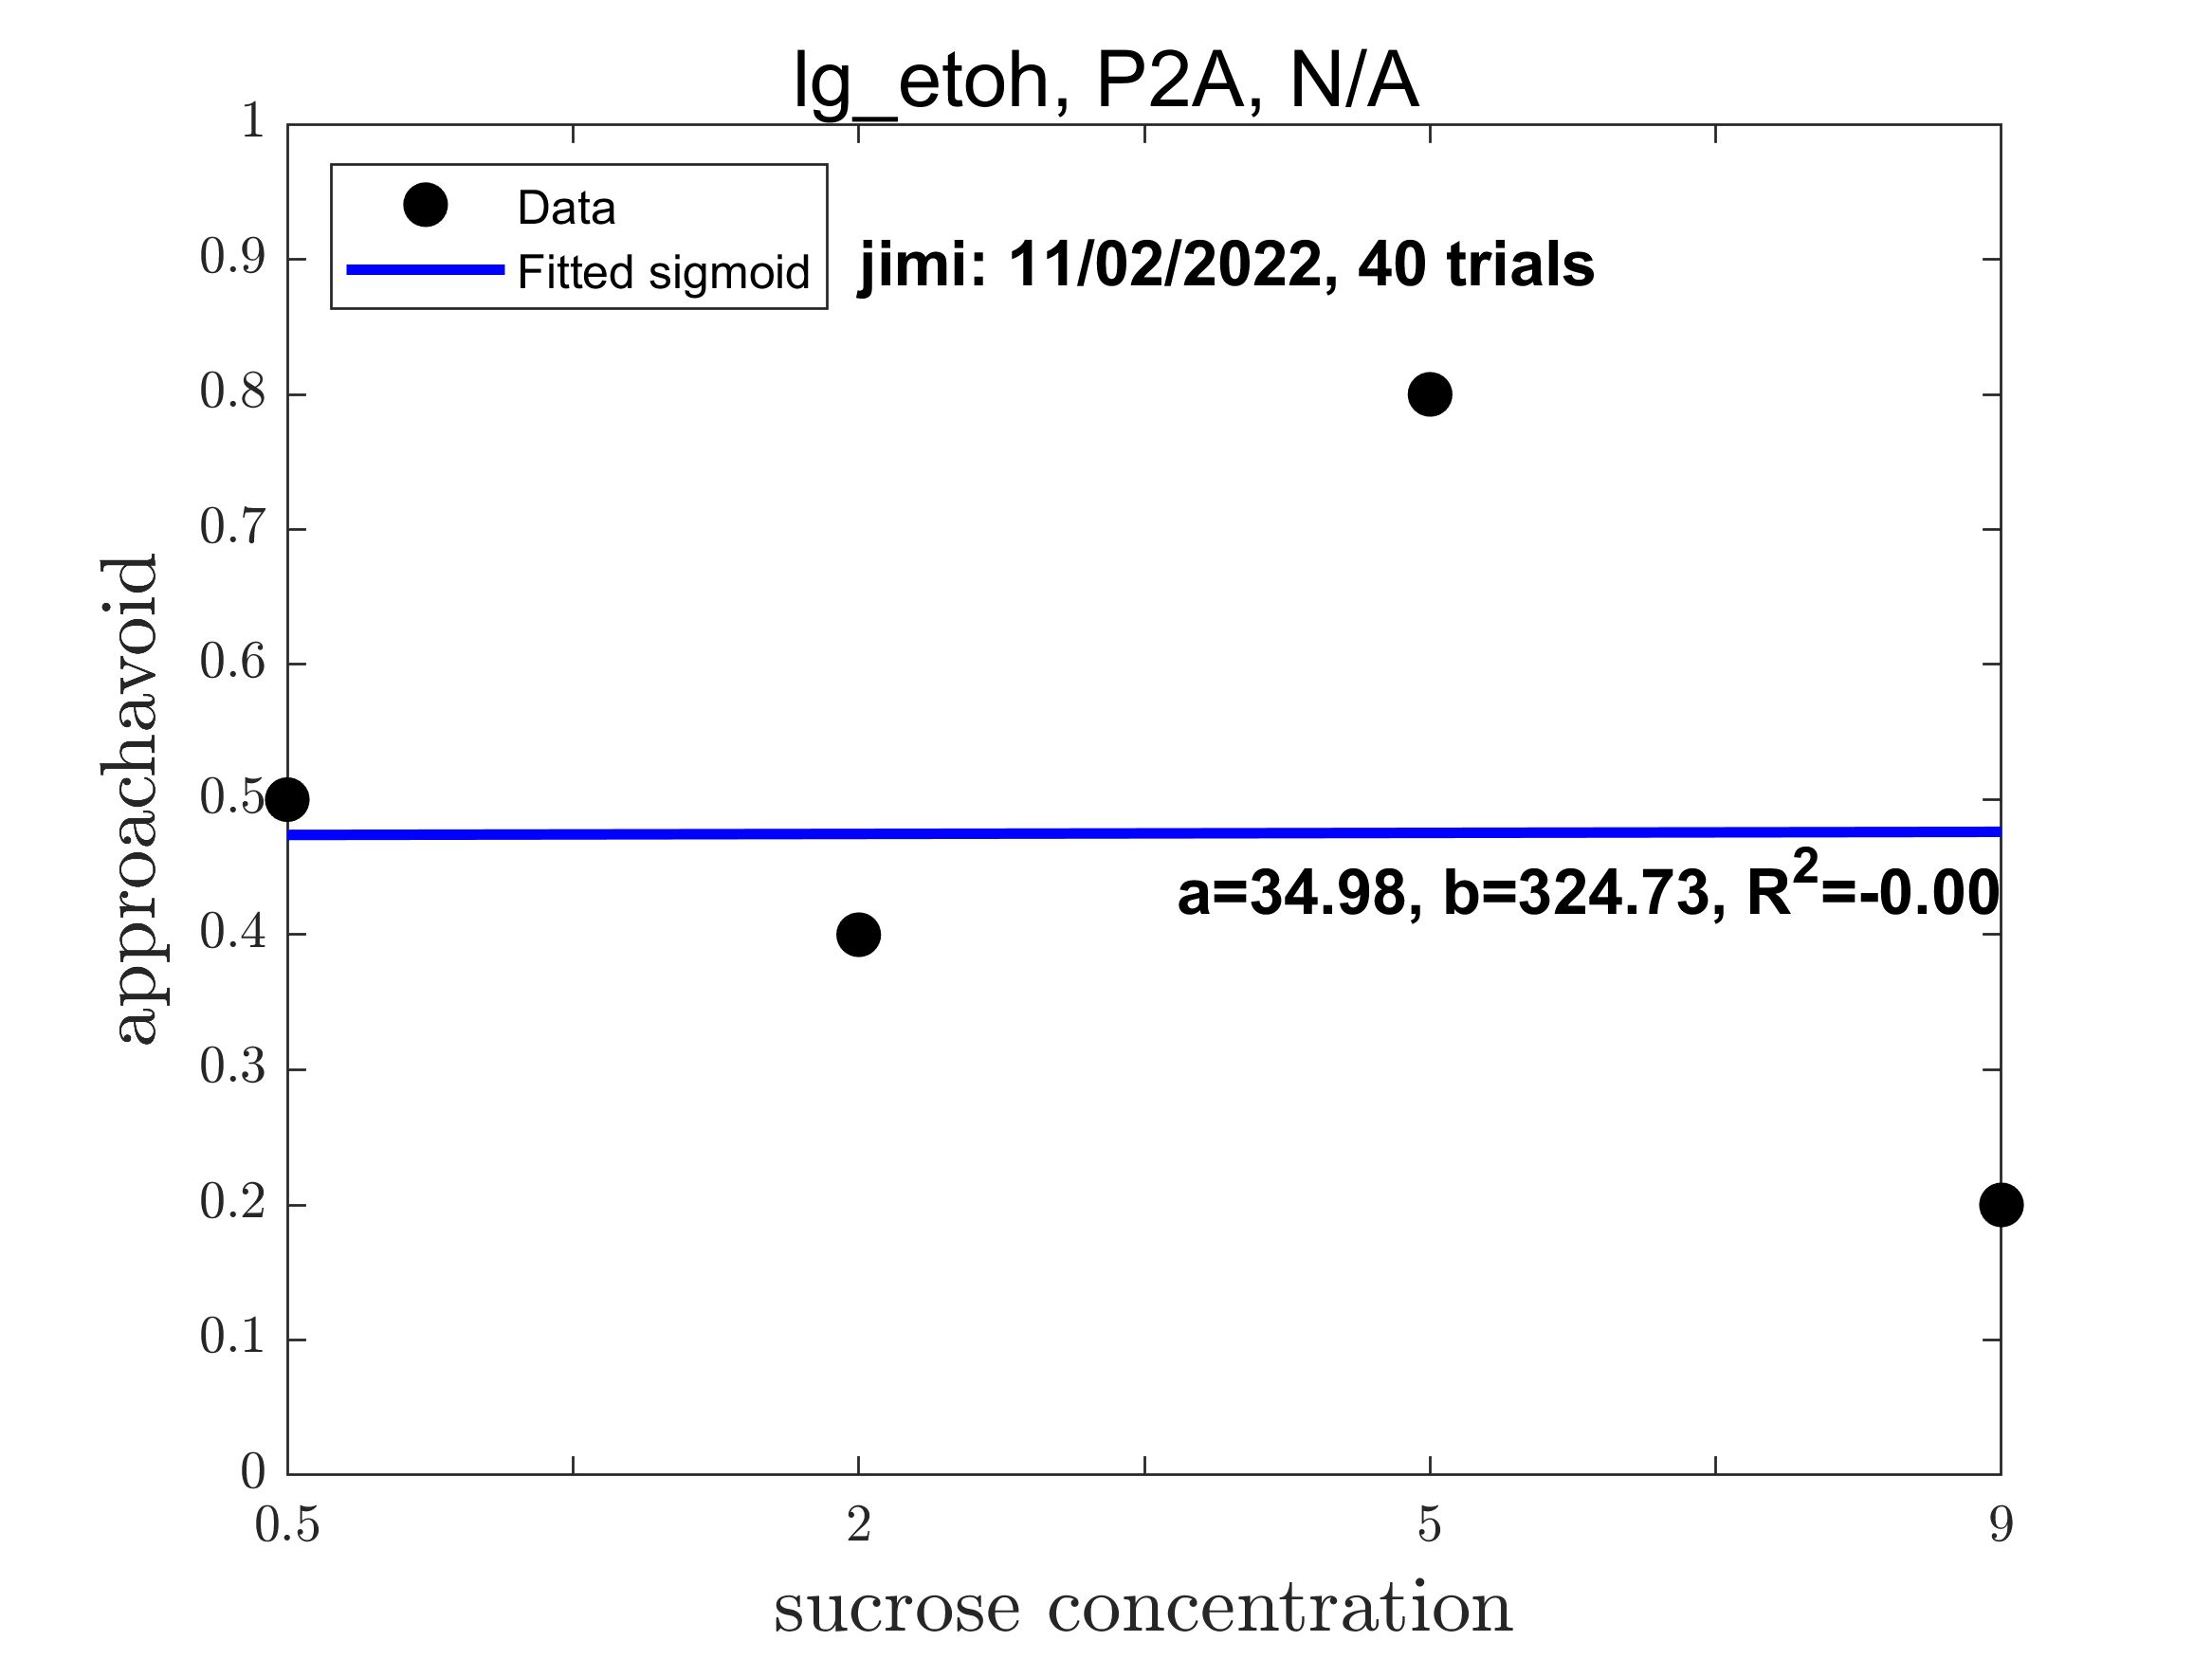 lg_etoh, P2A, N/A
1
0.9
0.8
0.7
0.6
0.5
0.4
0.3
0.2
0.1
0
approachavoid
Data
Fitted sigmoid
jimi: 11/02/2022, 40 trials
a=34.98, b=324.73, R²=-0.00
0.5 2 5 9
sucrose concentration